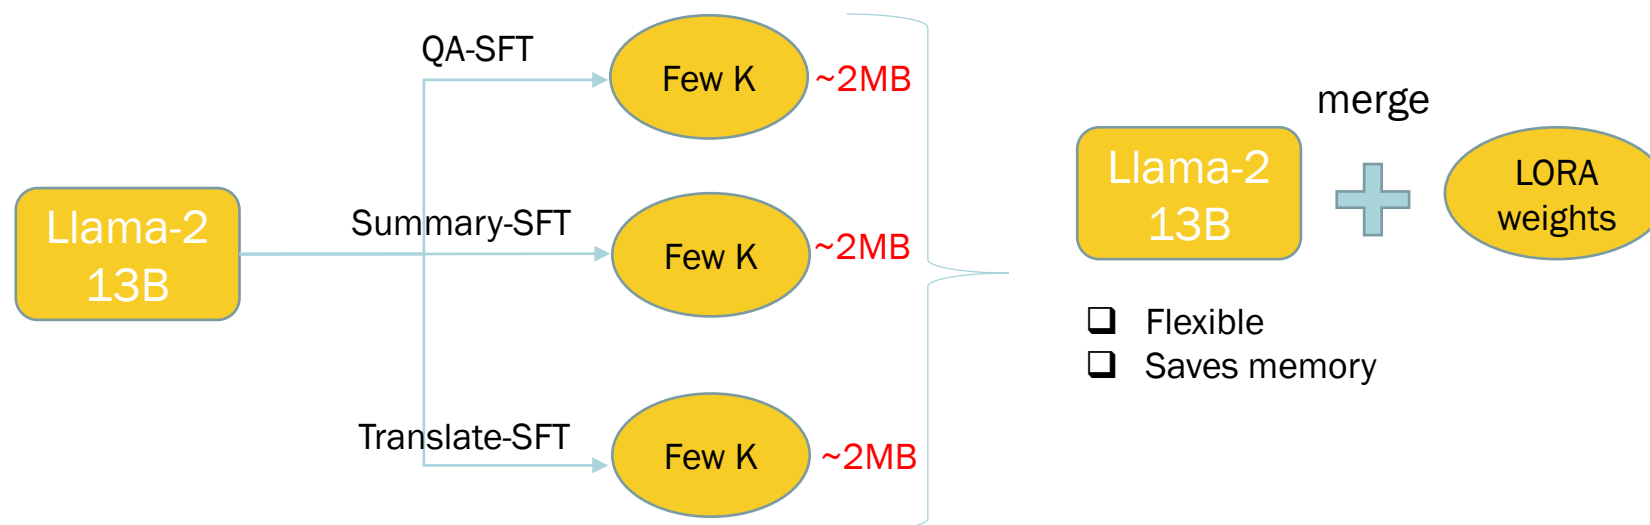 Llama-2
13B
QA-SFT
Few K
~2MB
Summary-SFT
Few K
~2MB
Translate-SFT
Few K
~2MB
merge
Llama-2
13B
LORA
weights
Flexible
Saves memory